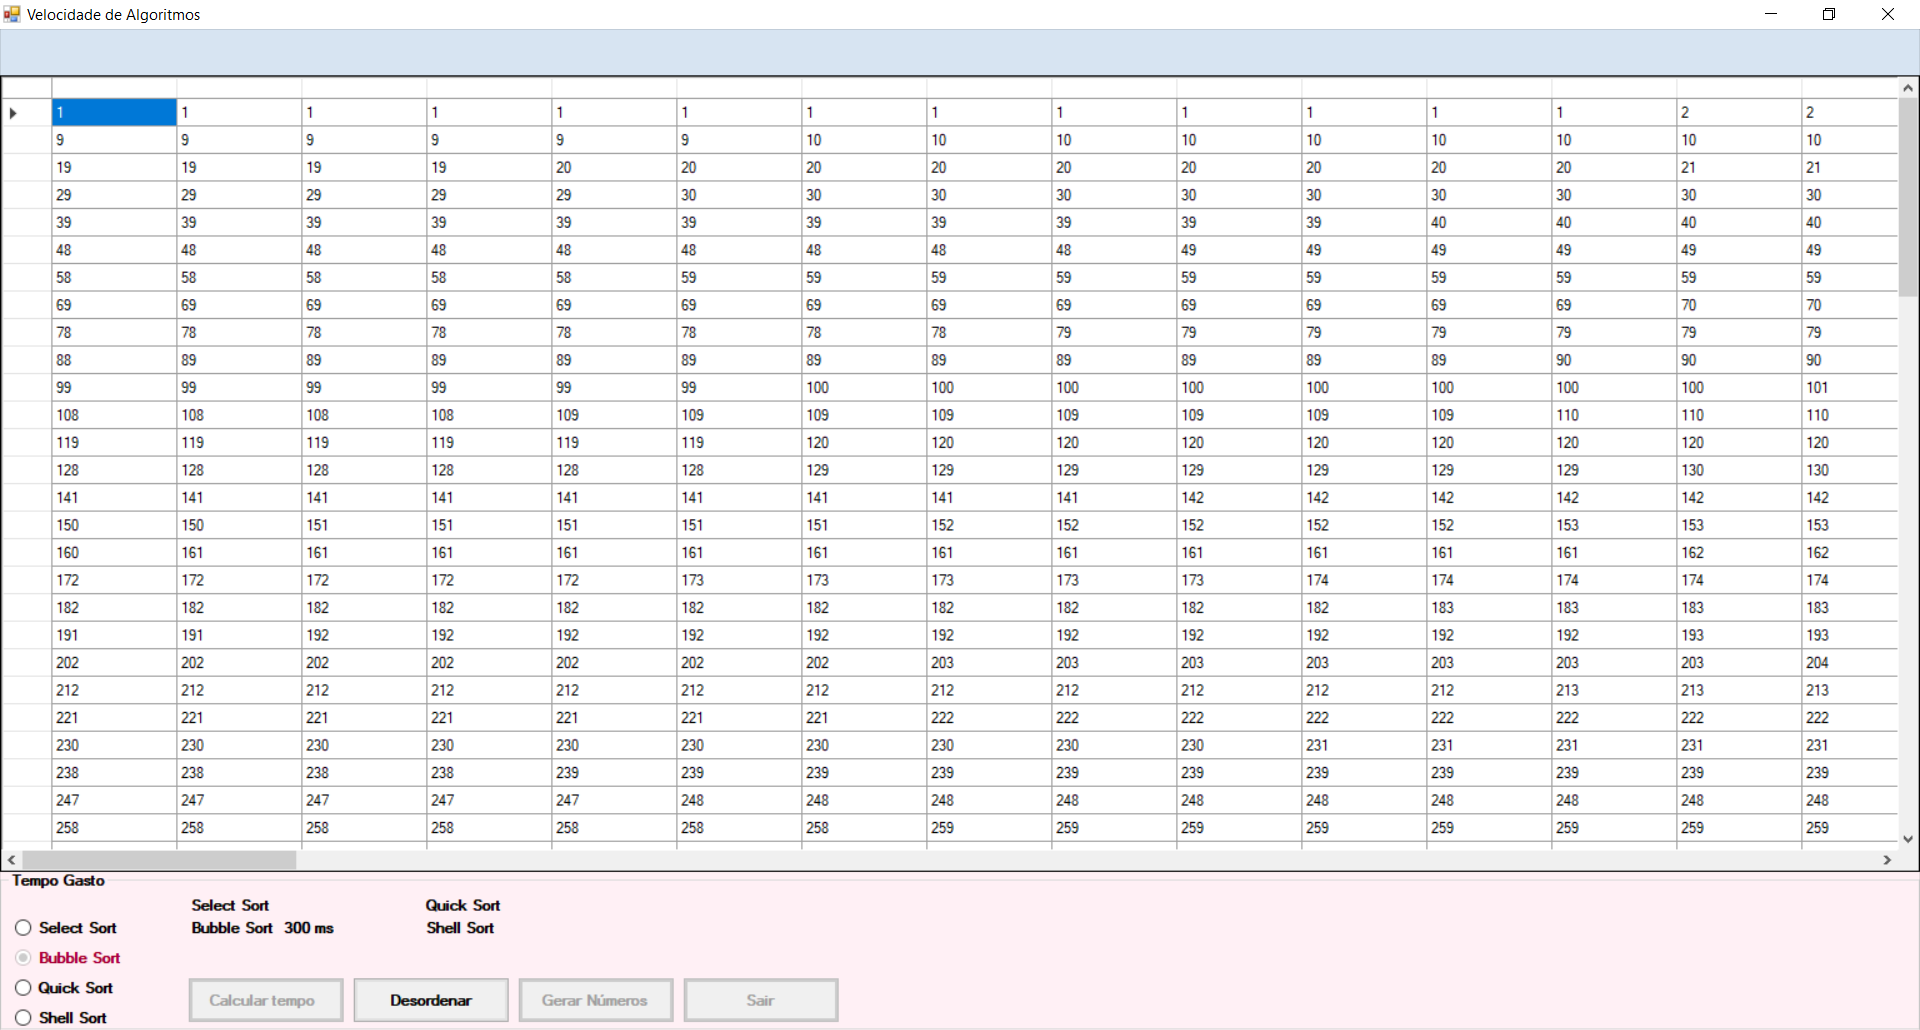 Velocidade de Algoritmos
1 1 1 1 1 1 1 1 1 1 1 1 1 2 2
9 9 9 9 9 9 10 10 10 10 10 10 10 10 10
19 19 19 19 20 20 20 20 20 20 20 20 20 21 21
29 29 29 29 29 30 30 30 30 30 30 30 30 30 30
39 39 39 39 39 39 39 39 39 39 39 40 40 40 40
48 48 48 48 48 48 48 48 48 49 49 49 49 49 49
58 58 58 58 58 59 59 59 59 59 59 59 59 59 59
69 69 69 69 69 69 69 69 69 69 69 69 69 70 70
78 78 78 78 78 78 78 78 79 79 79 79 79 79 79
88 89 89 89 89 89 89 89 89 89 89 89 90 90 90
99 99 99 99 99 99 100 100 100 100 100 100 100 100 101
108 108 108 108 109 109 109 109 109 109 109 109 110 110 110
119 119 119 119 119 119 120 120 120 120 120 120 120 120 120
128 128 128 128 128 128 129 129 129 129 129 129 129 130 130
141 141 141 141 141 141 141 141 141 142 142 142 142 142 142
150 150 151 151 151 151 151 152 152 152 152 152 153 153 153
160 161 161 161 161 161 161 161 161 161 161 161 161 162 162
172 172 172 172 172 173 173 173 173 173 174 174 174 174 174
182 182 182 182 182 182 182 182 182 182 182 183 183 183 183
191 191 192 192 192 192 192 192 192 192 192 192 192 193 193
202 202 202 202 202 202 202 203 203 203 203 203 203 203 204
212 212 212 212 212 212 212 212 212 212 212 212 213 213 213
221 221 221 221 221 221 221 222 222 222 222 222 222 222 222
230 230 230 230 230 230 230 230 230 230 231 231 231 231 231
238 238 238 238 239 239 239 239 239 239 239 239 239 239 239
247 247 247 247 247 248 248 248 248 248 248 248 248 248 248
258 258 258 258 258 258 258 259 259 259 259 259 259 259 259
Tempo Gasto
Select Sort
Bubble Sort
Quick Sort
Shell Sort
Select Sort
Bubble Sort 300 ms
Quick Sort
Shell Sort
Calcular tempo
Desordenar
Gerar Números
Sair